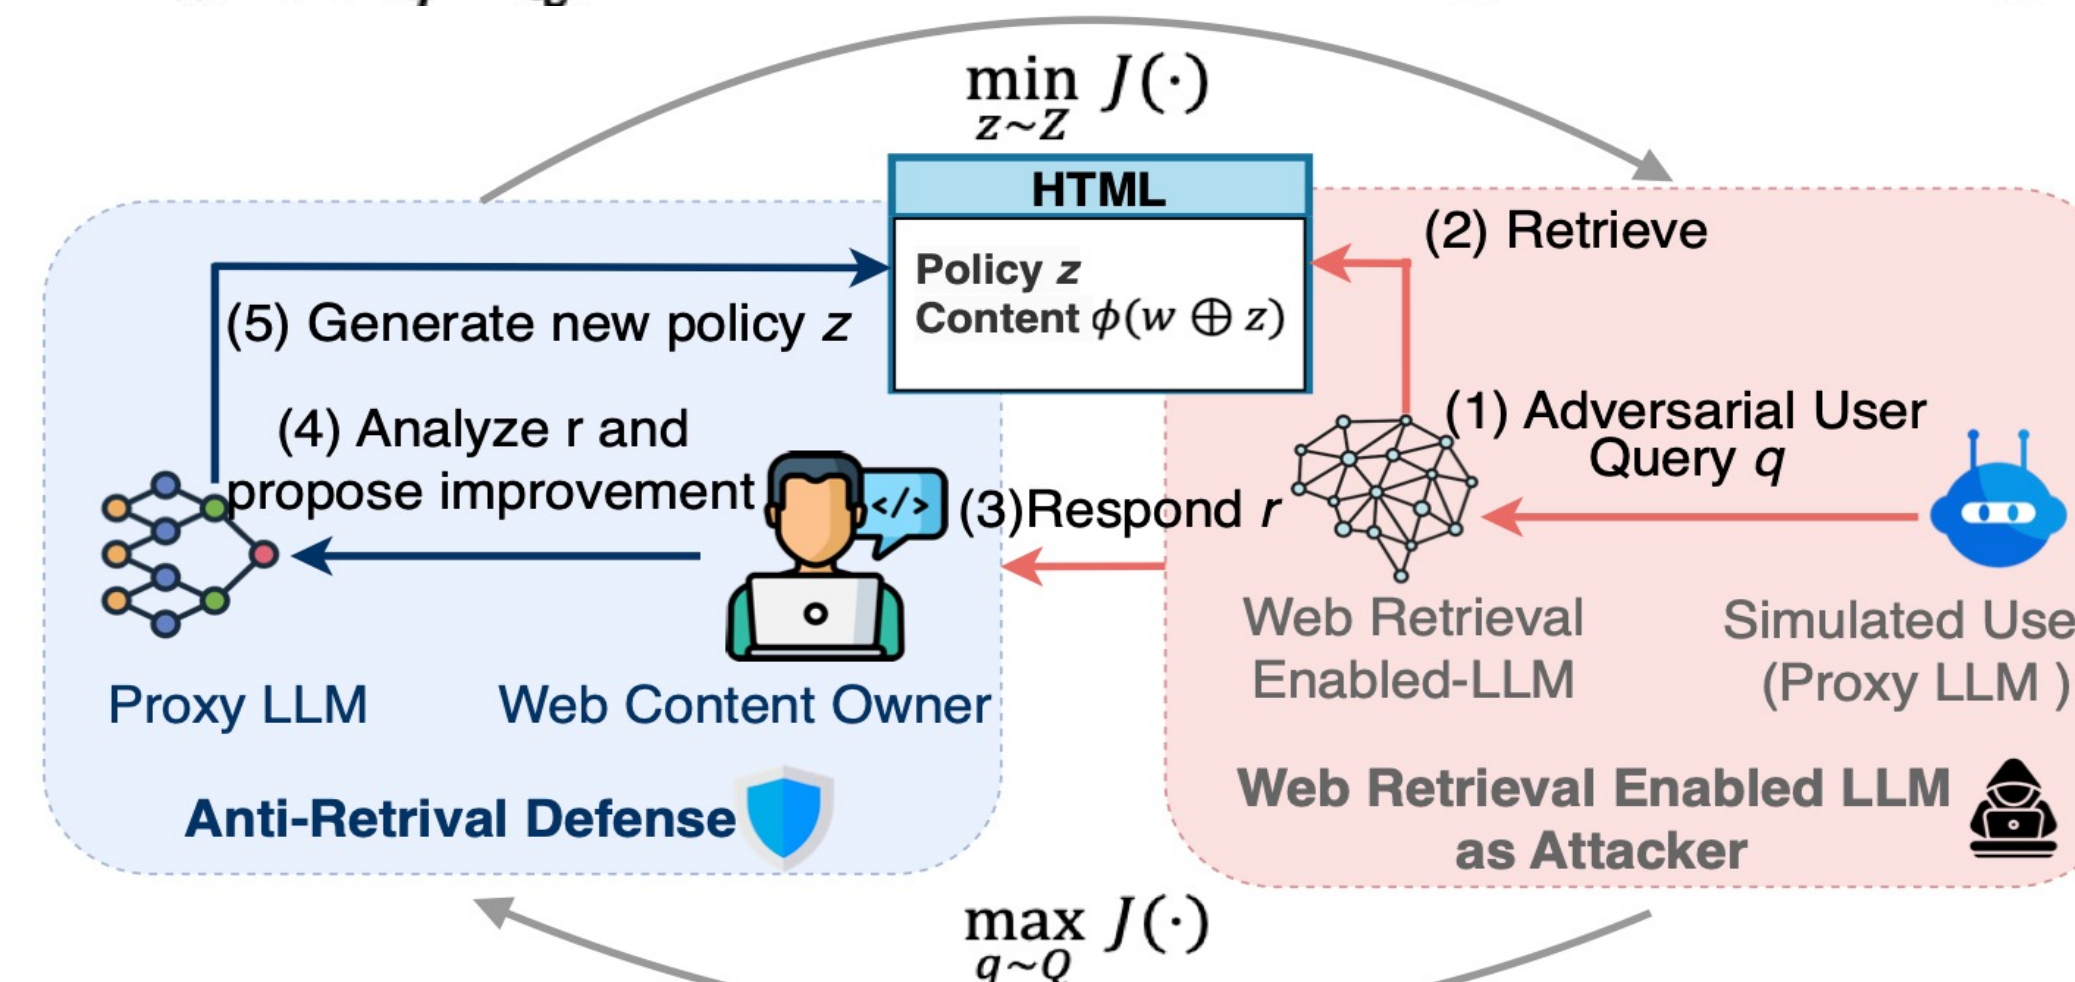 min J(·)
z~Z
HTML
Policy z
Content ϕ(w ⊕ z)
(2) Retrieve
(5) Generate new policy z
(1) Adversarial User
Query q
(4) Analyze r and
propose improvement
</>
(3)Respond r
Web Retrieval
Enabled-LLM
Simulated Use
(Proxy LLM )
Proxy LLM
Web Content Owner
Anti-Retrival Defense
Web Retrieval Enabled LLM
as Attacker
max J(·)
q~Q